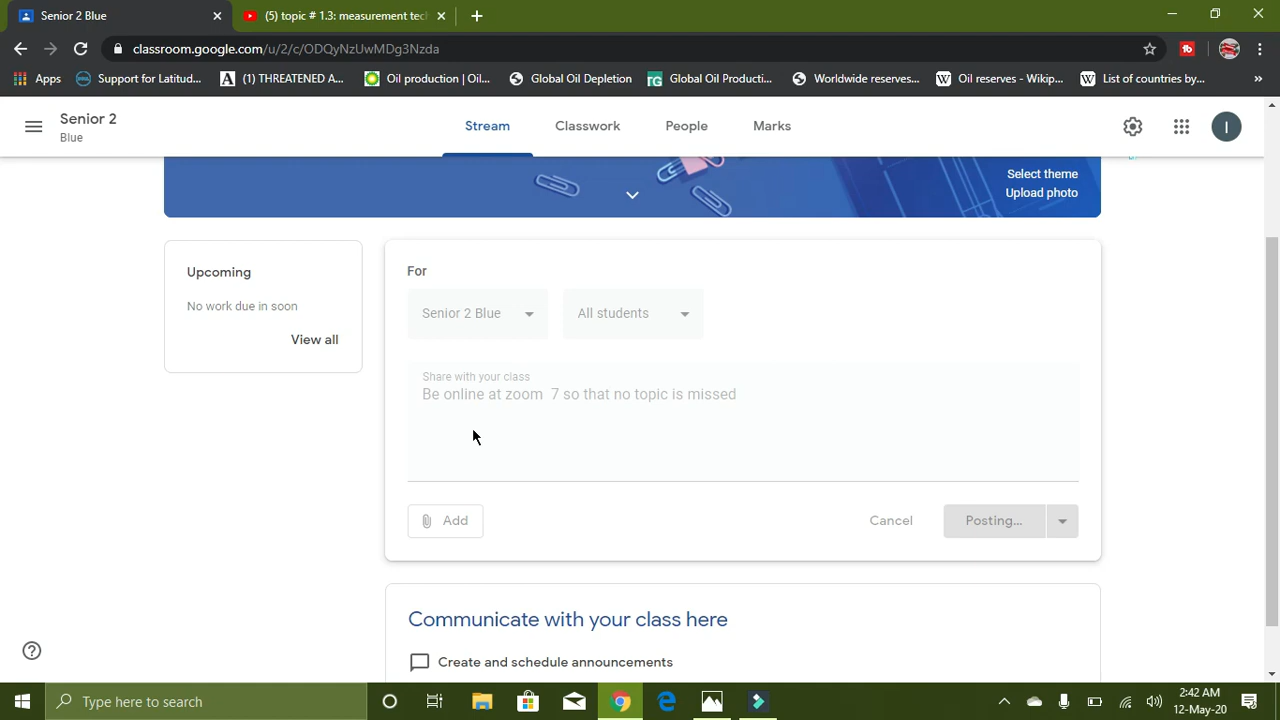 Senior 2 Blue
(5) topic # 1.3: measurement tec
classroom.google.com/u/2/c/ODQyNzUwMDg3Nzda
Apps
Support for Latitud...
(1) THREATENED A...
Oil production | Oil...
Global Oil Depletion
Global Oil Producti...
Worldwide reserves...
Oil reserves - Wikip...
List of countries by...
Senior 2
Blue
Stream
Classwork
People
Marks
I
Select theme
Upload photo
Upcoming
No work due in soon
View all
For
Senior 2 Blue
All students
Share with your class
Be online at zoom  7 so that no topic is missed
Add
Cancel
Posting...
Communicate with your class here
Create and schedule announcements
Type here to search
2:42 AM
12-May-20